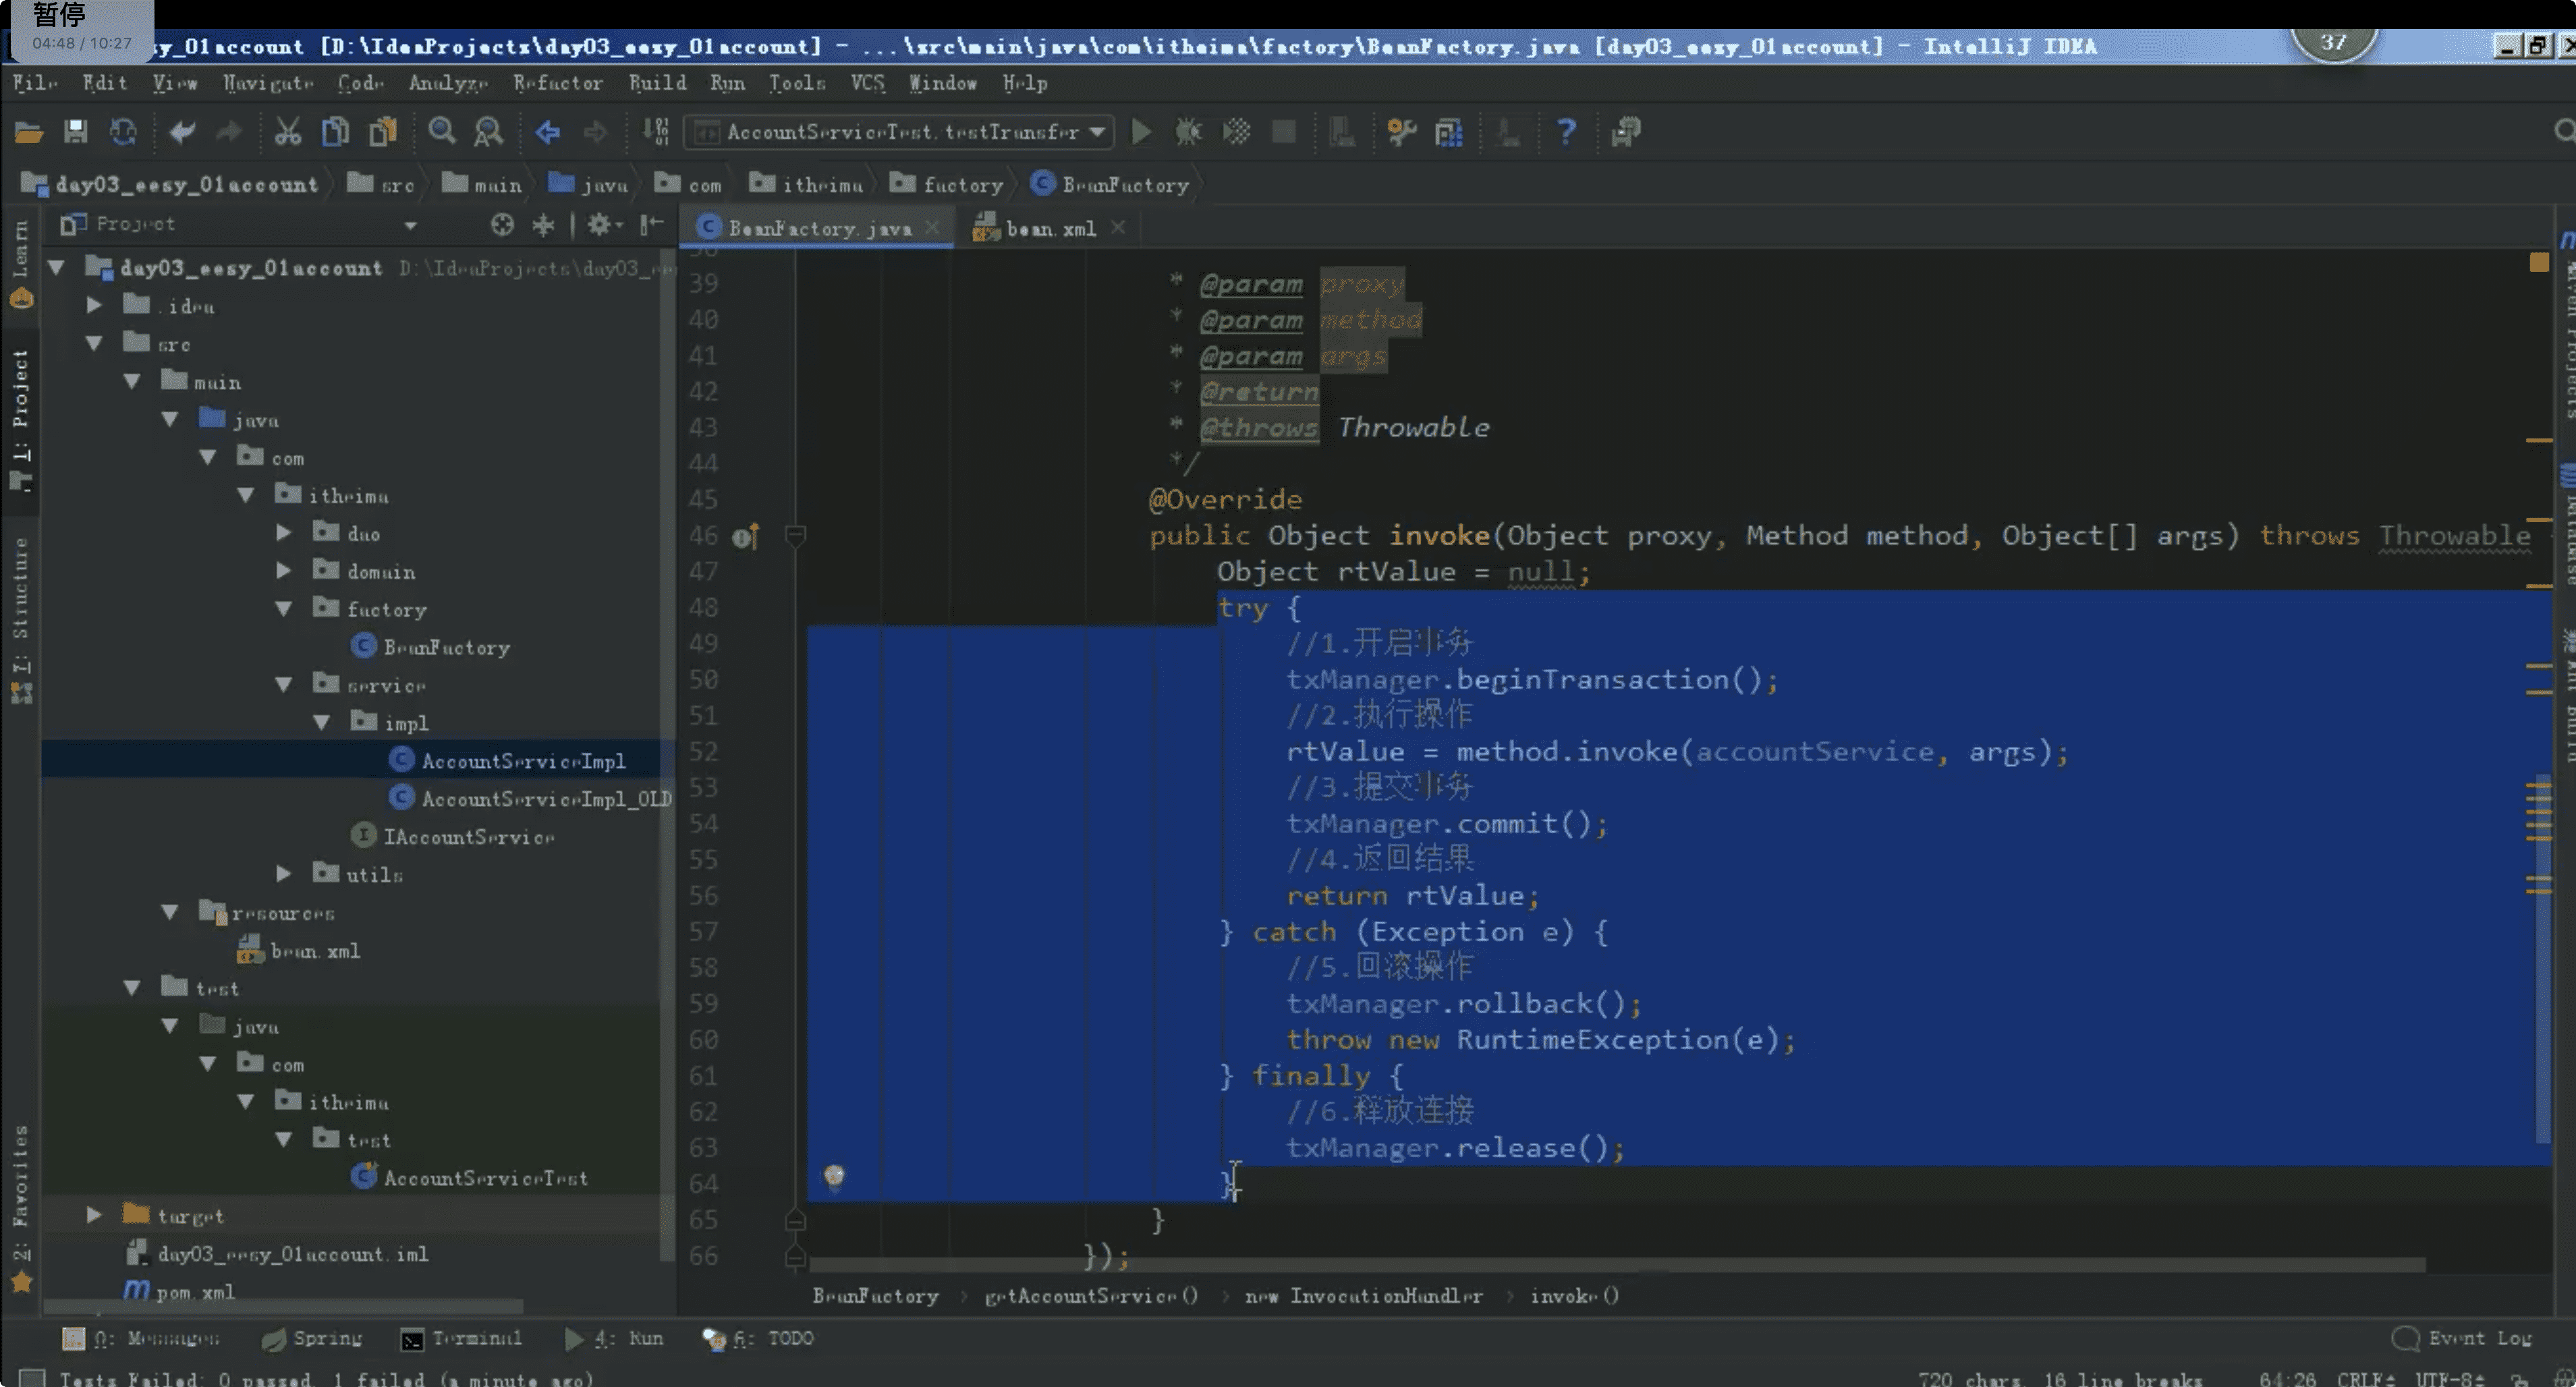 暂停
04:48 / 10:27
sy_01account [D:\IdeaProjects\day03_eesy_01account] - ...\src\main\java\com\itheima\factory\BeanFactory.java [day03_eesy_01account] - IntelliJ IDEA
37
File Edit View Navigate Code Analyze Refactor Build Run Tools VCS Window Help
AccountServiceTest.testTransfer
day03_eesy_01account src main java com itheima factory BeanFactory
Project
BeanFactory.java
bean.xml
Learn
1: Project
7: Structure
2: Favorites
day03_eesy_01account D:\IdeaProjects\day03_ee
.idea
src
main
java
com
itheima
dao
domain
factory
BeanFactory
service
impl
AccountServiceImpl
AccountServiceImpl_OLD
IAccountService
utils
resources
bean.xml
test
java
com
itheima
test
AccountServiceTest
target
day03_eesy_01account.iml
pom.xml
39 * @param proxy
40 * @param method
41 * @param args
42 * @return
43 * @throws Throwable
44 */
45 @Override
46 public Object invoke(Object proxy, Method method, Object[] args) throws Throwable
47 Object rtValue = null;
48 try {
49 //1.开启事务
50 txManager.beginTransaction();
51 //2.执行操作
52 rtValue = method.invoke(accountService, args);
53 //3.提交事务
54 txManager.commit();
55 //4.返回结果
56 return rtValue;
57 } catch (Exception e) {
58 //5.回滚操作
59 txManager.rollback();
60 throw new RuntimeException(e);
61 } finally {
62 //6.释放连接
63 txManager.release();
64 }
65 }
66 });
BeanFactory getAccountService() new InvocationHandler invoke()
0: Messages Spring Terminal 4: Run 6: TODO
Event Log
Tests Failed: 0 passed, 1 failed (a minute ago)
720 chars, 16 line breaks 64:26 CRLF UTF-8